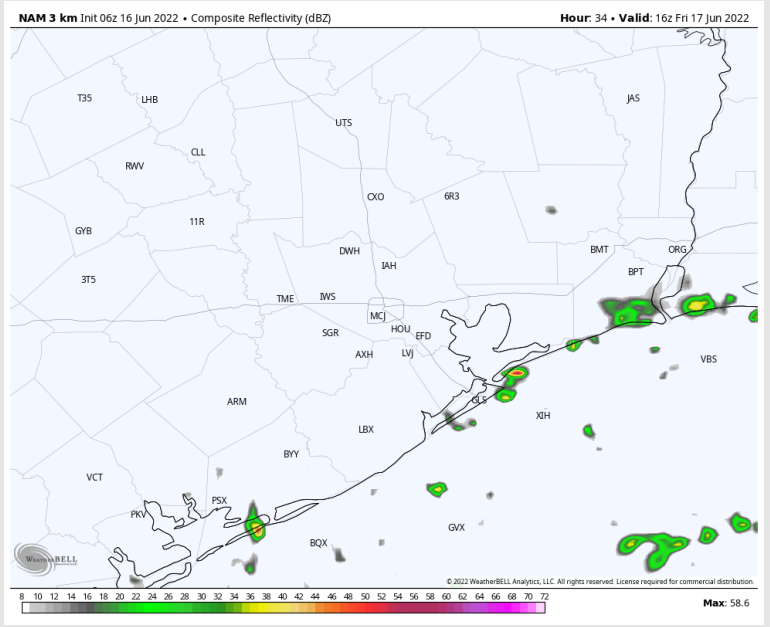 NAM 3 km Init 06z 16 Jun 2022 • Composite Reflectivity (dBZ)
Hour: 34 • Valid: 16z Fri 17 Jun 2022
T35
LHB
JAS
UTS
CLL
RWV
CXO
6R3
11R
GYB
DWH
BMT
ORG
IAH
BPT
3T5
TME
IWS
MCJ
SGR
HOU
EFD
AXH
LVJ
VBS
ARM
GLS
XIH
LBX
BYY
VCT
PSX
PKV
GVX
BQX
WEATHERBELL
© 2022 WeatherBELL Analytics, LLC. All rights reserved. License required for commercial distribution.
8 10 12 14 16 18 20 22 24 26 28 30 32 34 36 38 40 42 44 46 48 50 52 54 56 58 60 62 64 66 68 70 72
Max: 58.6